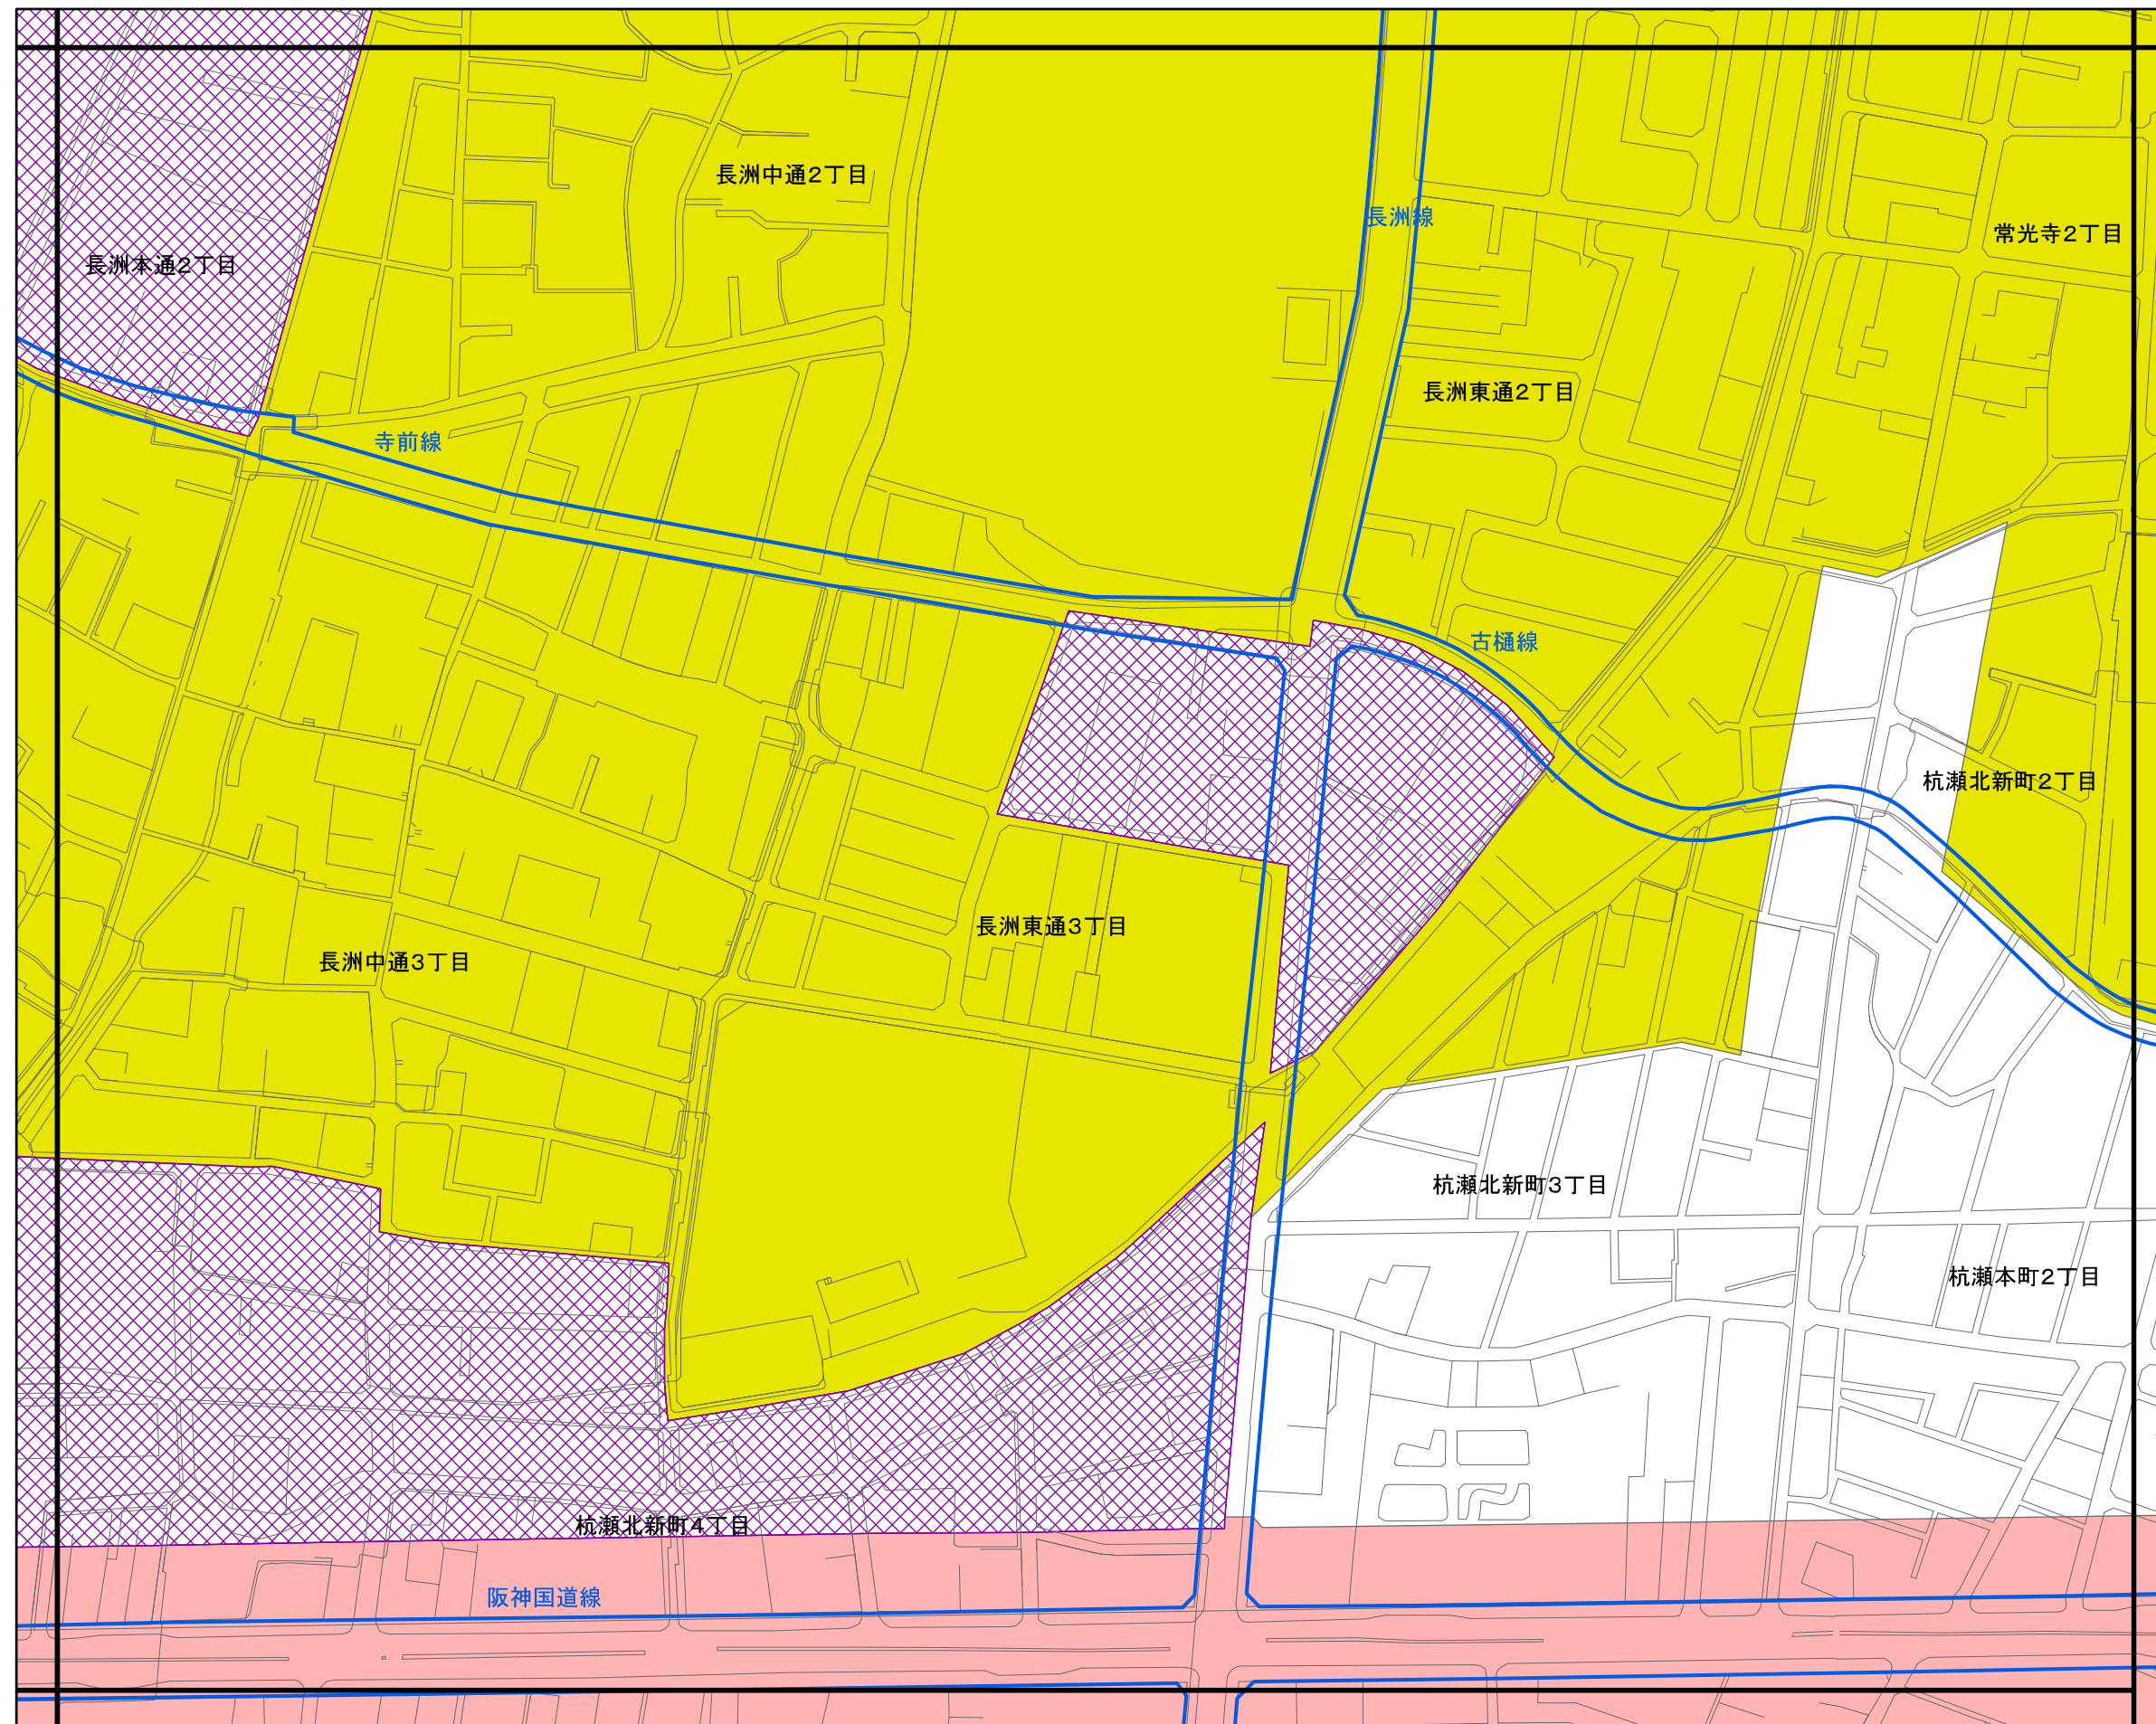 長洲中通2丁目
長洲線
常光寺2丁目
長洲本通2丁目
長洲東通2丁目
寺前線
古樋線
杭瀬北新町2丁目
長洲東通3丁目
長洲中通3丁目
杭瀬北新町3丁目
杭瀬本町2丁目
杭瀬北新町4丁目
阪神国道線